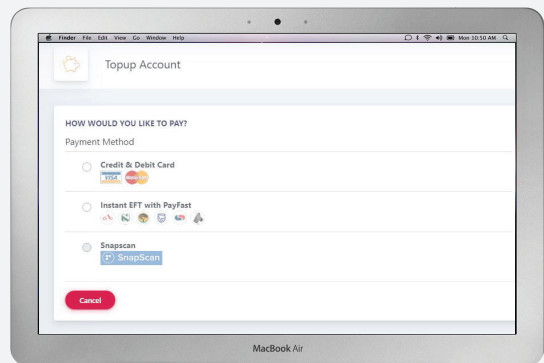 Finder File Edit View Go Window Help Mon 10:50 AM
Topup Account
HOW WOULD YOU LIKE TO PAY?
Payment Method
Credit & Debit Card
VISA MasterCard
Instant EFT with PayFast
Snapscan
SnapScan
Cancel
MacBook Air